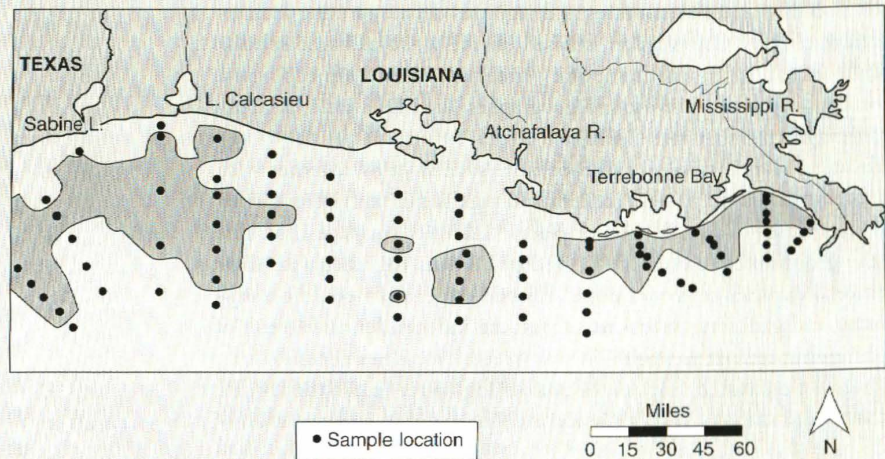 TEXAS
LOUISIANA
L. Calcasieu
Mississippi R.
Sabine L.
Atchafalaya R.
Terrebonne Bay
Miles
Sample location
0 15 30 45 60
N